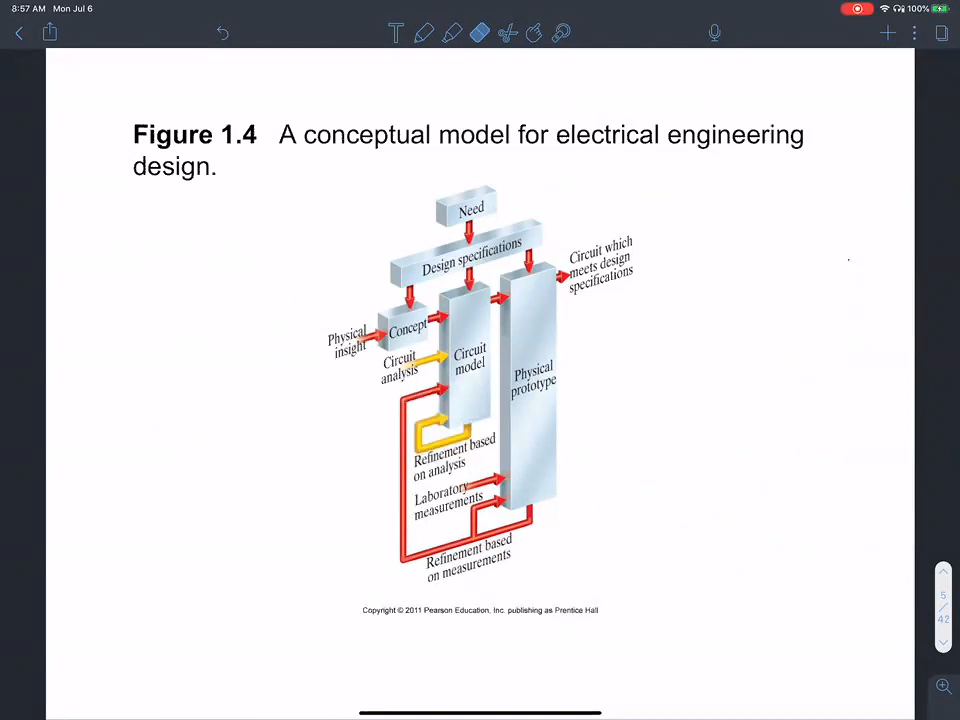 8:57 AM Mon Jul 6
100%
Figure 1.4 A conceptual model for electrical engineering
design.
Need
Design specifications
Circuit which
meets design
specifications
Concept
Physical
insight
Circuit
analysis
Circuit
model
Physical
prototype
Refinement based
on analysis
Laboratory
measurements
Refinement based
on measurements
Copyright © 2011 Pearson Education, Inc. publishing as Prentice Hall
5
/
42